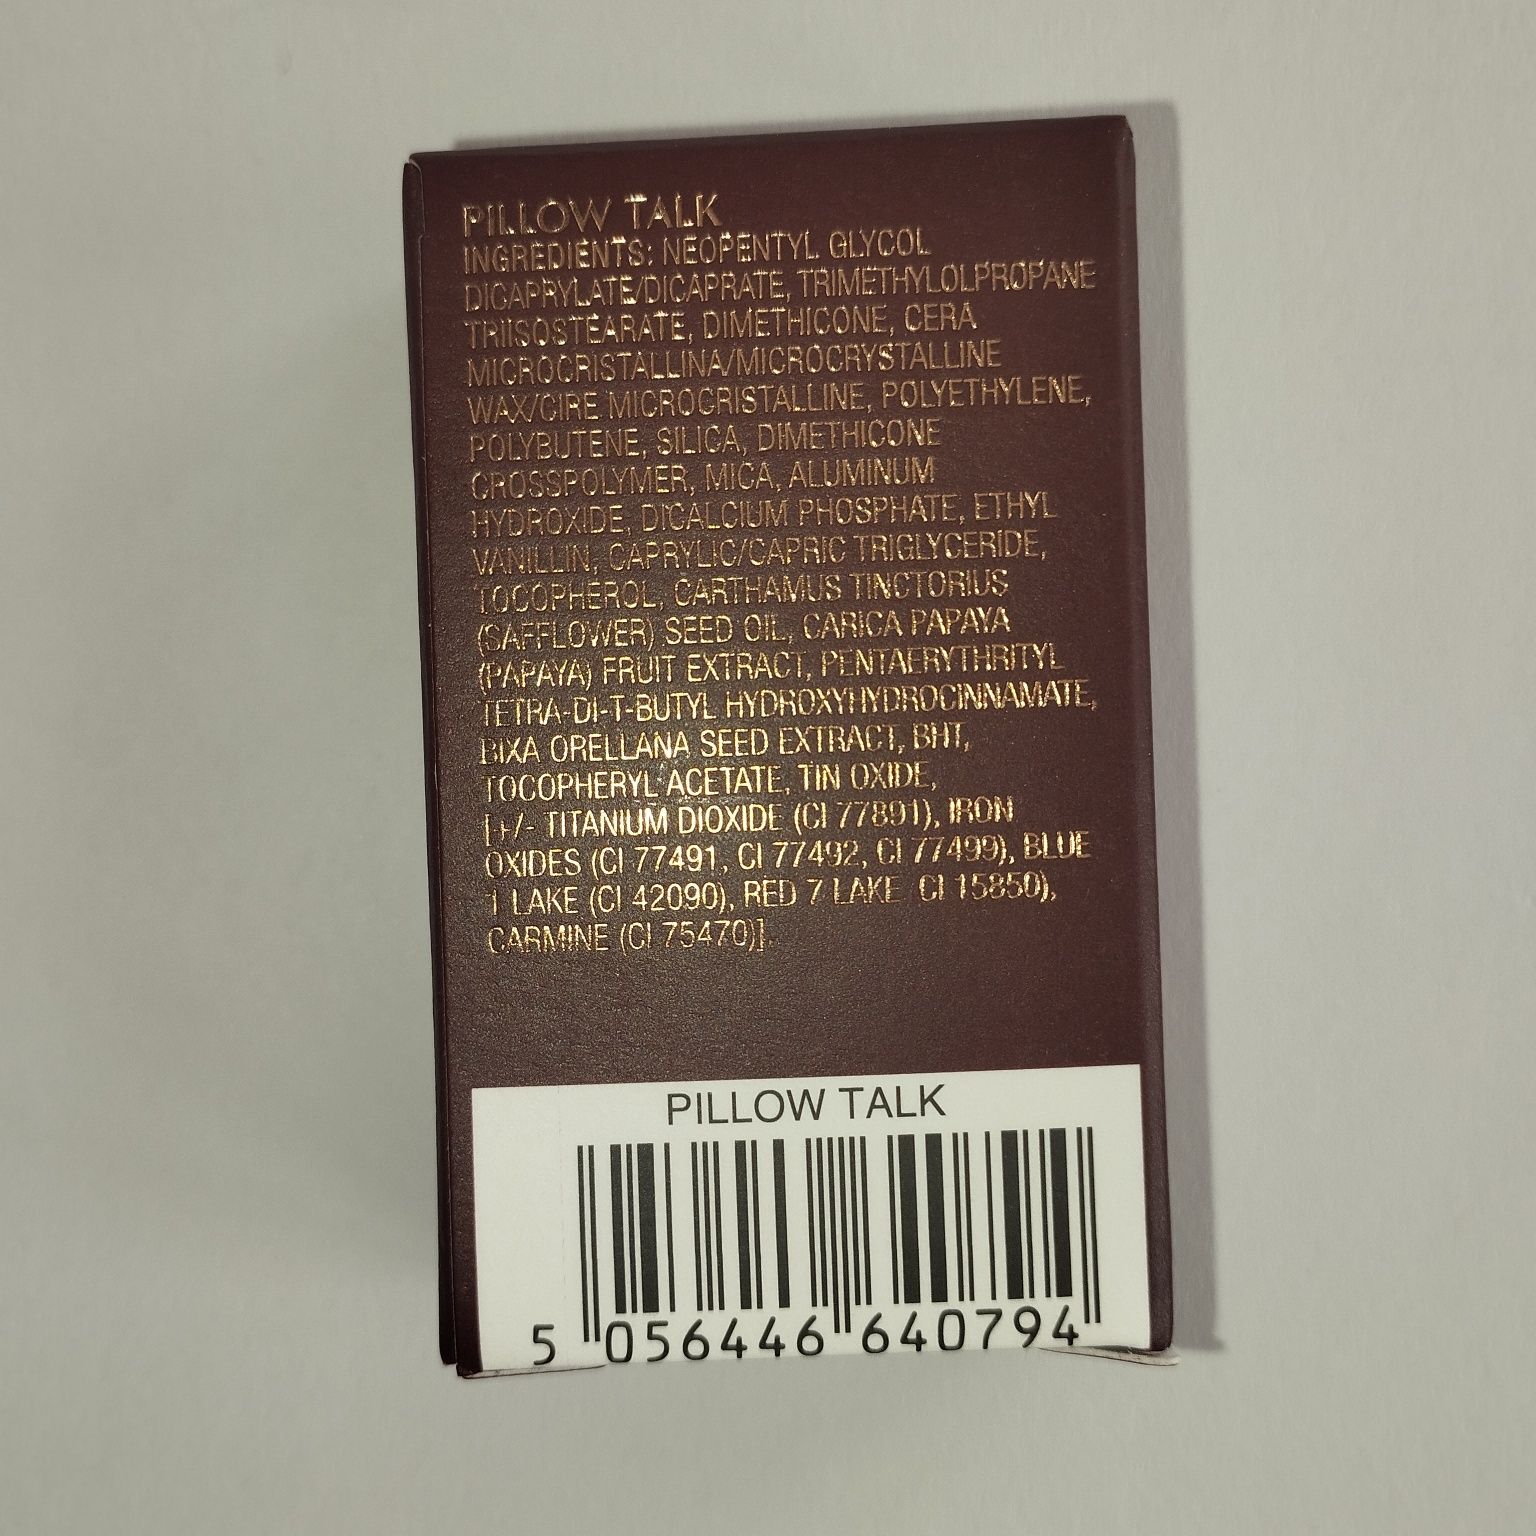 PILLOW TALK
INGREDIENTS: NEOPENTYL GLYCOL
DICAPRYLATE/DICAPRATE, TRIMETHYLOLPROPANE
TRIISOSTEARATE, DIMETHICONE, CERA
MICROCRISTALLINA/MICROCRYSTALLINE
WAX/CIRE MICROCRISTALLINE, POLYETHYLENE,
POLYBUTENE, SILICA, DIMETHICONE
CROSSPOLYMER, MICA, ALUMINUM
HYDROXIDE, DICALCIUM PHOSPHATE, ETHYL
VANILLIN, CAPRYLIC/CAPRIC TRIGLYCERIDE,
TOCOPHEROL, CARTHAMUS TINCTORIUS
(SAFFLOWER) SEED OIL, CARICA PAPAYA
(PAPAYA) FRUIT EXTRACT, PENTAERYTHRITYL
TETRA-DI-T-BUTYL HYDROXYHYDROCINNAMATE,
BIXA ORELLANA SEED EXTRACT, BHT,
TOCOPHERYL ACETATE, TIN OXIDE,
[+/- TITANIUM DIOXIDE (CI 77891), IRON
OXIDES (CI 77491, CI 77492, CI 77499), BLUE
1 LAKE (CI 42090), RED 7 LAKE CI 15850),
CARMINE (CI 75470)].
PILLOW TALK
5 056446 640794